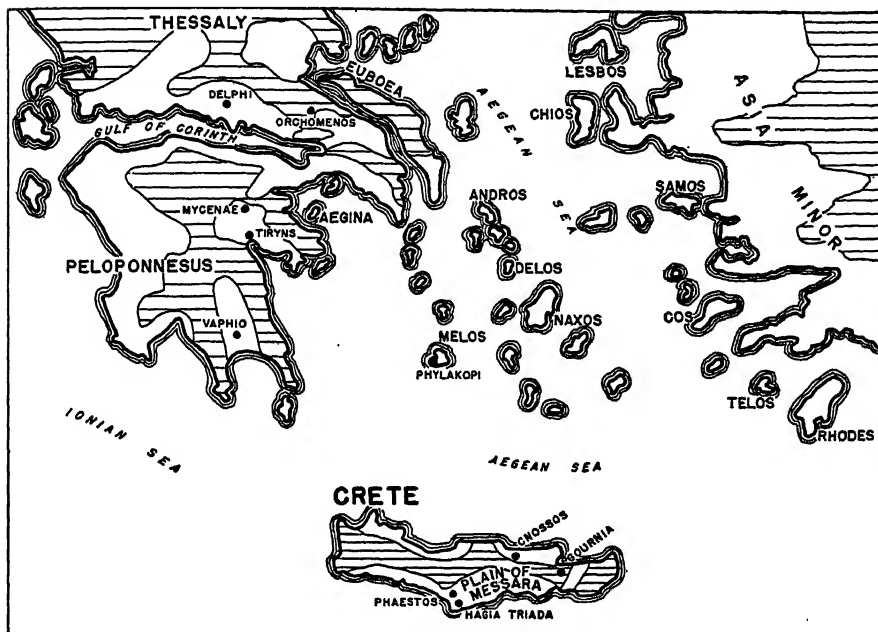 THESSALY
DELPHI
ORCHOMENOS
EUBOEA
GULF OF CORINTH
AEGEAN
SEA
LESBOS
CHIOS
ASIA
MINOR
SAMOS
ANDROS
MYCENAE
AEGINA
TIRYNS
DELOS
PELOPONNESUS
NAXOS
COS
VAPHIO
MELOS
PHYLAKOPI
TELOS
RHODES
IONIAN
SEA
AEGEAN SEA
CRETE
CNOSSOS
GOURNIA
PLAIN OF
MESSARA
PHAESTOS
HAGIA TRIADA